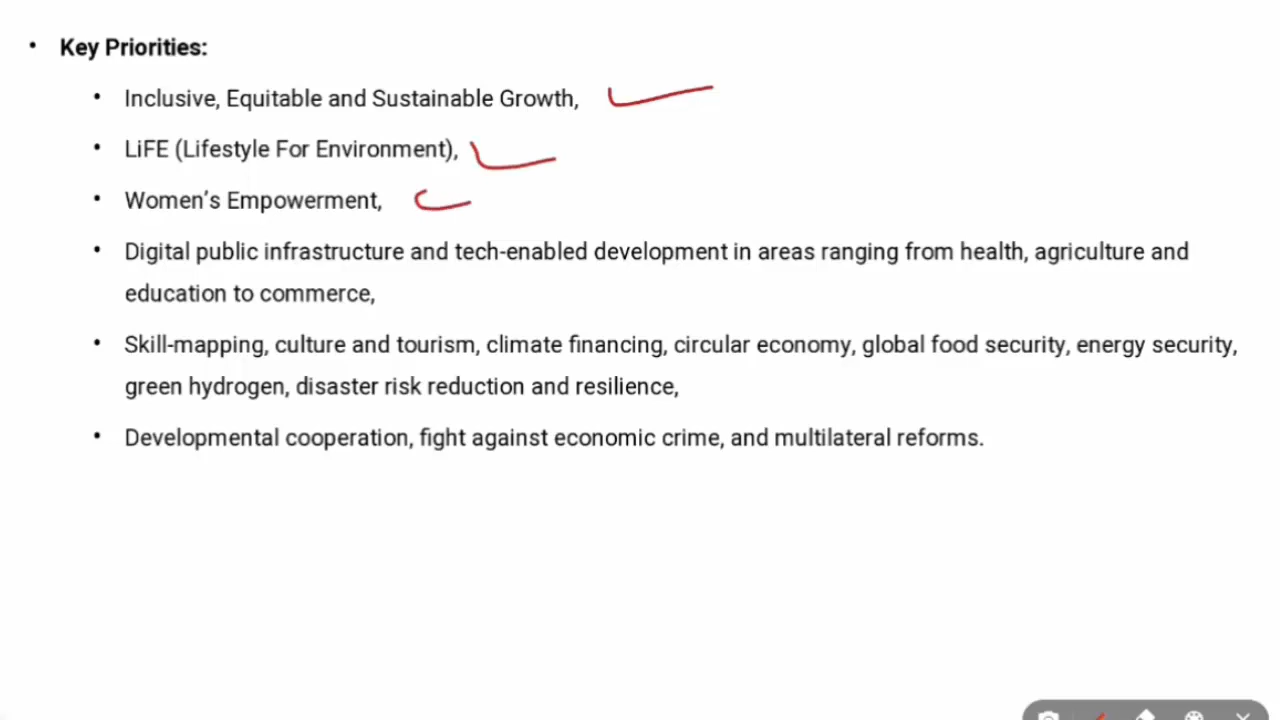 • Key Priorities:
• Inclusive, Equitable and Sustainable Growth,
• LiFE (Lifestyle For Environment),
• Women's Empowerment,
• Digital public infrastructure and tech-enabled development in areas ranging from health, agriculture and
education to commerce,
• Skill-mapping, culture and tourism, climate financing, circular economy, global food security, energy security,
green hydrogen, disaster risk reduction and resilience,
• Developmental cooperation, fight against economic crime, and multilateral reforms.